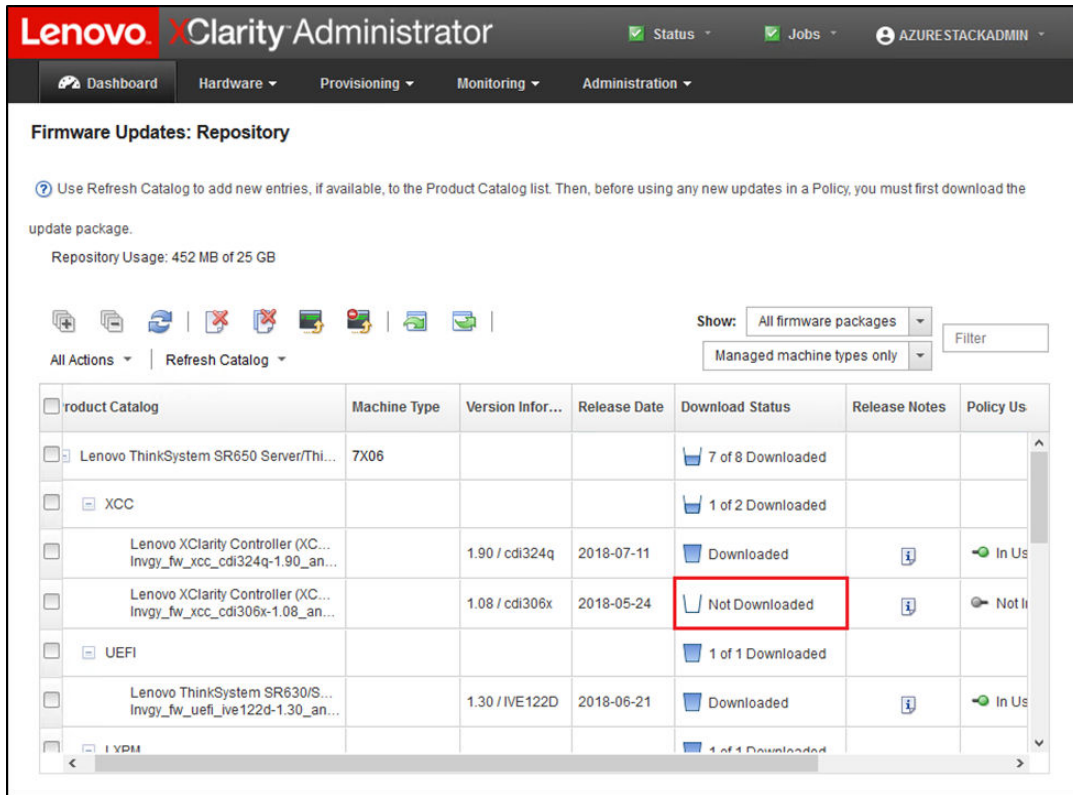 Lenovo. XClarity Administrator
Status
Jobs
AZURESTACKADMIN
Dashboard
Hardware
Provisioning
Monitoring
Administration
Firmware Updates: Repository
? Use Refresh Catalog to add new entries, if available, to the Product Catalog list. Then, before using any new updates in a Policy, you must first download the
update package.
Repository Usage: 452 MB of 25 GB
Show: All firmware packages
Filter
All Actions
Refresh Catalog
Managed machine types only
roduct Catalog Machine Type Version Infor... Release Date Download Status Release Notes Policy Us
Lenovo ThinkSystem SR650 Server/Thi... 7X06 7 of 8 Downloaded
XCC 1 of 2 Downloaded
Lenovo XClarity Controller (XC...
lnvgy_fw_xcc_cdi324q-1.90_an... 1.90 / cdi324q 2018-07-11 Downloaded In Us
Lenovo XClarity Controller (XC...
lnvgy_fw_xcc_cdi306x-1.08_an... 1.08 / cdi306x 2018-05-24 Not Downloaded Not I
UEFI 1 of 1 Downloaded
Lenovo ThinkSystem SR630/S...
lnvgy_fw_uefi_ive122d-1.30_an... 1.30 / IVE122D 2018-06-21 Downloaded In Us
LXPM 1 of 1 Downloaded